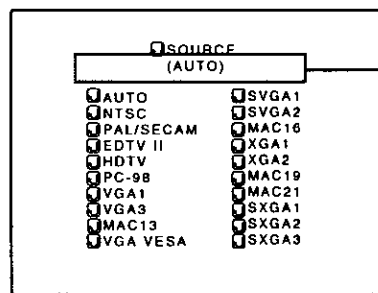 SOURCE
(AUTO)
AUTO
NTSC
PAL/SECAM
EDTV II
HDTV
PC-98
VGA1
VGA3
MAC13
VGA VESA
SVGA1
SVGA2
MAC16
XGA1
XGA2
MAC19
MAC21
SXGA1
SXGA2
SXGA3